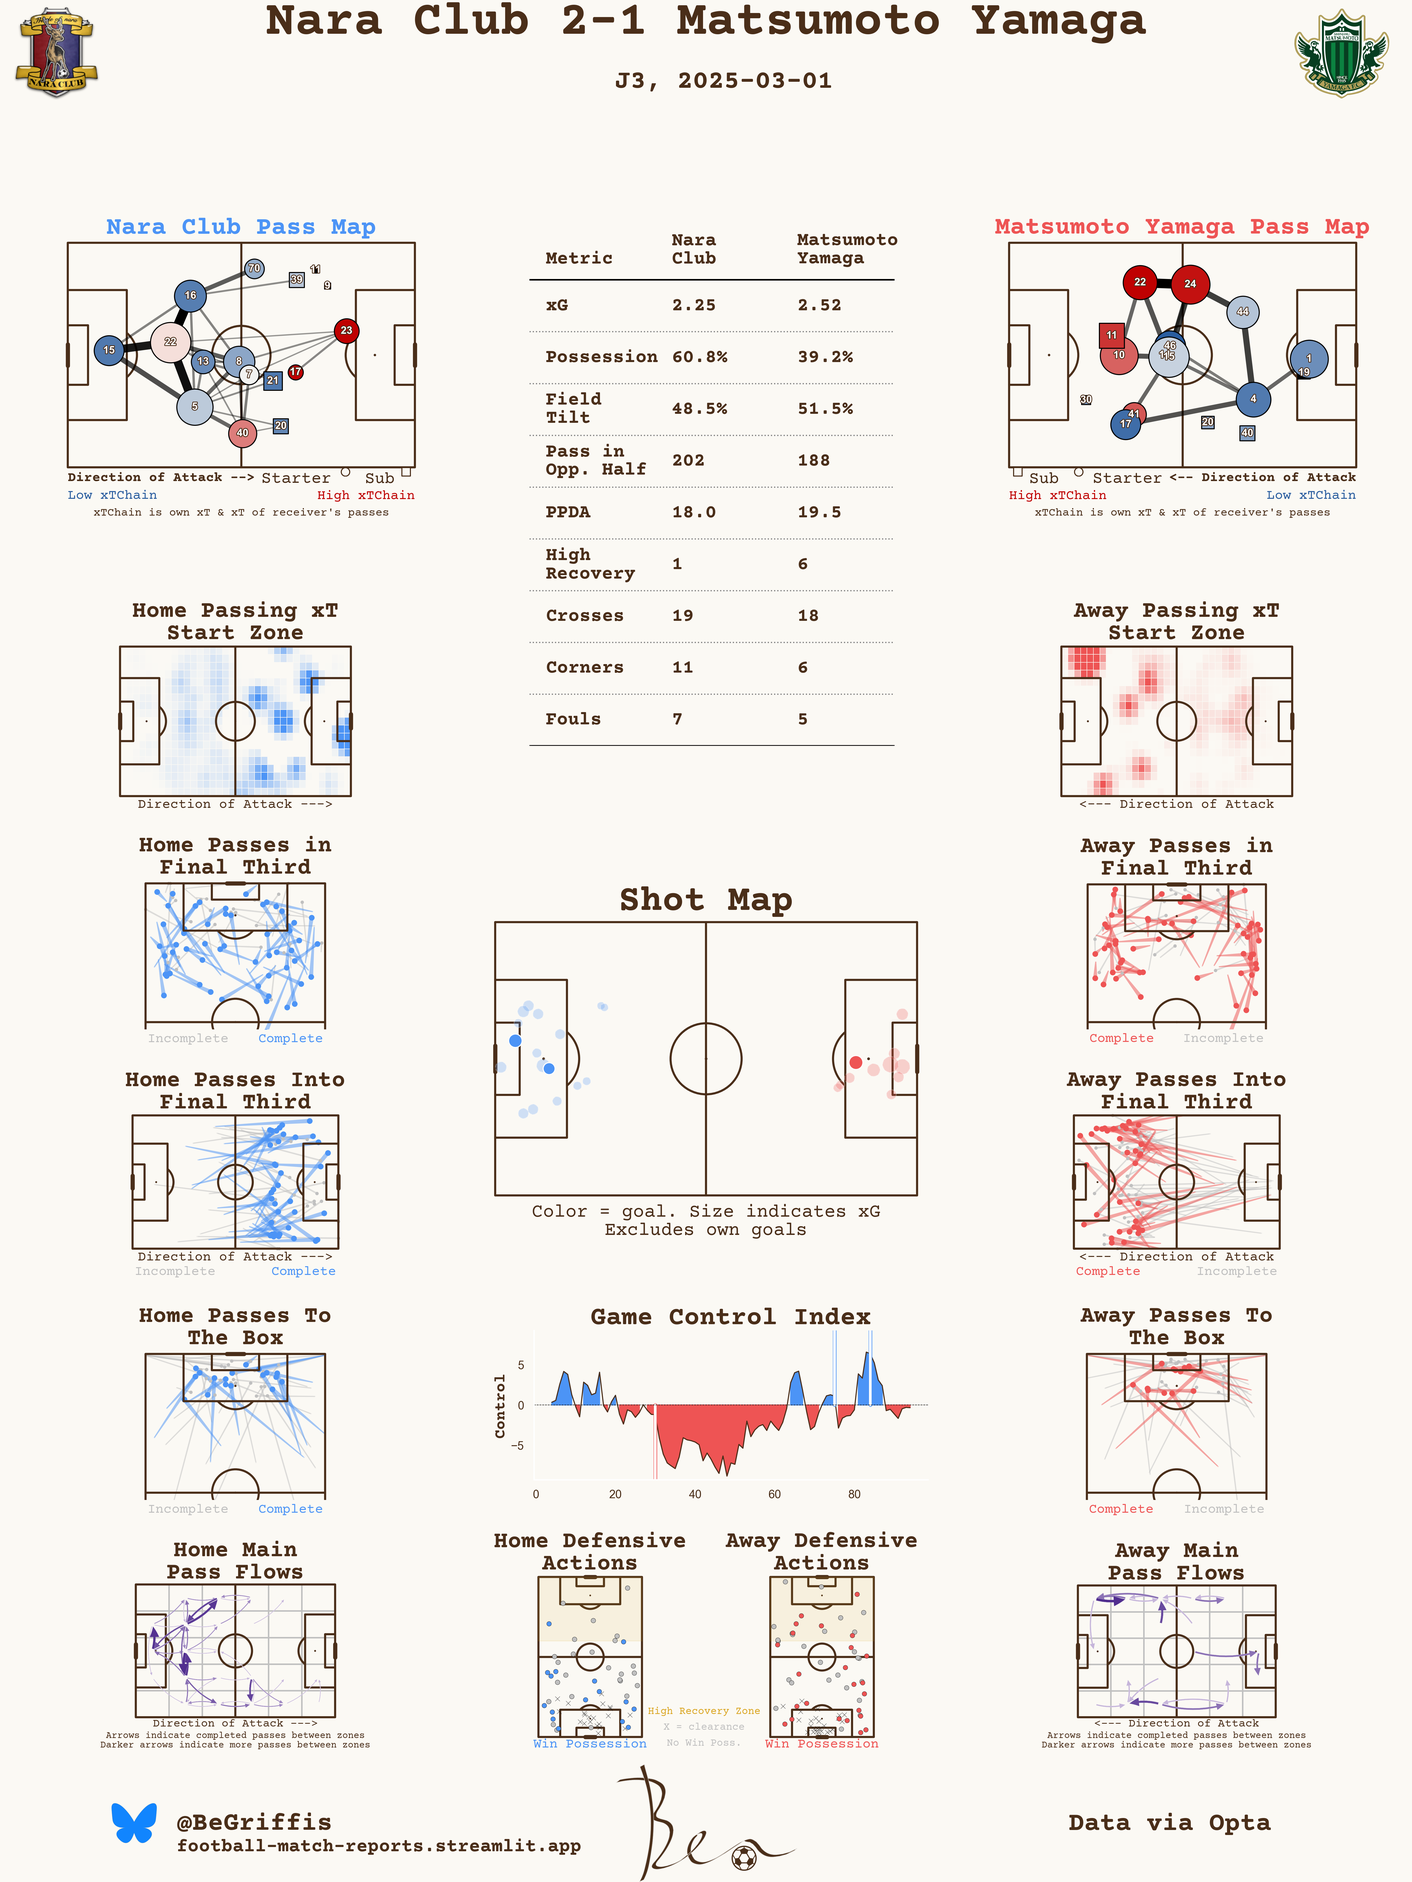 Nara Club 2-1 Matsumoto Yamaga
J3, 2025-03-01
NARA CLUB
MATSUMOTO
YAMAGA F.C.
Nara Club Pass Map
70
39
11
9
16
23
22
15
13
8
7
21
17
5
20
40
Direction of Attack --> Starter Sub
Low xTChain High xTChain
xTChain is own xT & xT of receiver's passes
Metric Nara Club Matsumoto Yamaga
xG 2.25 2.52
Possession 60.8% 39.2%
Field Tilt 48.5% 51.5%
Pass in Opp. Half 202 188
PPDA 18.0 19.5
High Recovery 1 6
Crosses 19 18
Corners 11 6
Fouls 7 5
Matsumoto Yamaga Pass Map
22
24
44
11
10
46
15
1
19
30
4
41
17
20
40
Sub Starter <-- Direction of Attack
High xTChain Low xTChain
xTChain is own xT & xT of receiver's passes
Home Passing xT
Start Zone
Direction of Attack --->
Away Passing xT
Start Zone
<--- Direction of Attack
Home Passes in
Final Third
Incomplete Complete
Away Passes in
Final Third
Complete Incomplete
Shot Map
Color = goal. Size indicates xG
Excludes own goals
Home Passes Into
Final Third
Direction of Attack --->
Incomplete Complete
Away Passes Into
Final Third
<--- Direction of Attack
Complete Incomplete
Home Passes To
The Box
Incomplete Complete
Game Control Index
Control
5
0
−5
0 20 40 60 80
Away Passes To
The Box
Complete Incomplete
Home Main
Pass Flows
Direction of Attack --->
Arrows indicate completed passes between zones
Darker arrows indicate more passes between zones
Home Defensive
Actions
Win Possession
High Recovery Zone
X = clearance
No Win Poss.
Away Defensive
Actions
Win Possession
Away Main
Pass Flows
<--- Direction of Attack
Arrows indicate completed passes between zones
Darker arrows indicate more passes between zones
@BeGriffis
football-match-reports.streamlit.app
Ben
Data via Opta